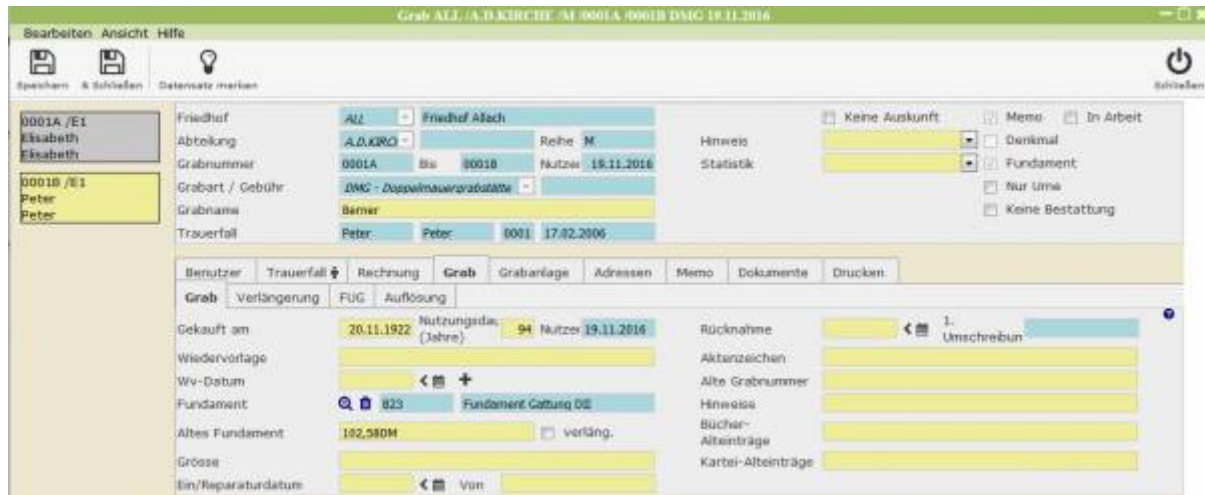 Grab ALL /A.D.KIRCHE /M /0001A /0001B DMG 19.11.2016
Bearbeiten Ansicht Hilfe
Speichern & Schließen Datensatz merken Schließen
0001A /E1
Elisabeth
Elisabeth
0001B /E1
Peter
Peter
Friedhof ALL Friedhof Allach Keine Auskunft Memo In Arbeit
Abteilung A.D.KIRC Reihe M Hinweis Denkmal
Grabnummer 0001A Bis 0001B Nutzer 19.11.2016 Statistik Fundament
Grabart / Gebühr DMG - Doppelmauergrabstätte Nur Urne
Grabname Berner Keine Bestattung
Trauerfall Peter Peter 0001 17.02.2006
Benutzer Trauerfall Rechnung Grab Grabanlage Adressen Memo Dokumente Drucken
Grab Verlängerung FUG Auflösung
Gekauft am 20.11.1922 Nutzungsdau (Jahre) 94 Nutzer 19.11.2016 Rücknahme 1. Umschreibun
Wiedervorlage Aktenzeichen
Wv-Datum Alte Grabnummer
Fundament 823 Fundament Gattung Hinweise
Altes Fundament 102,58DM verläng. Bücher-Alteinträge
Grösse Kartei-Alteinträge
Ein/Reparaturdatum Von